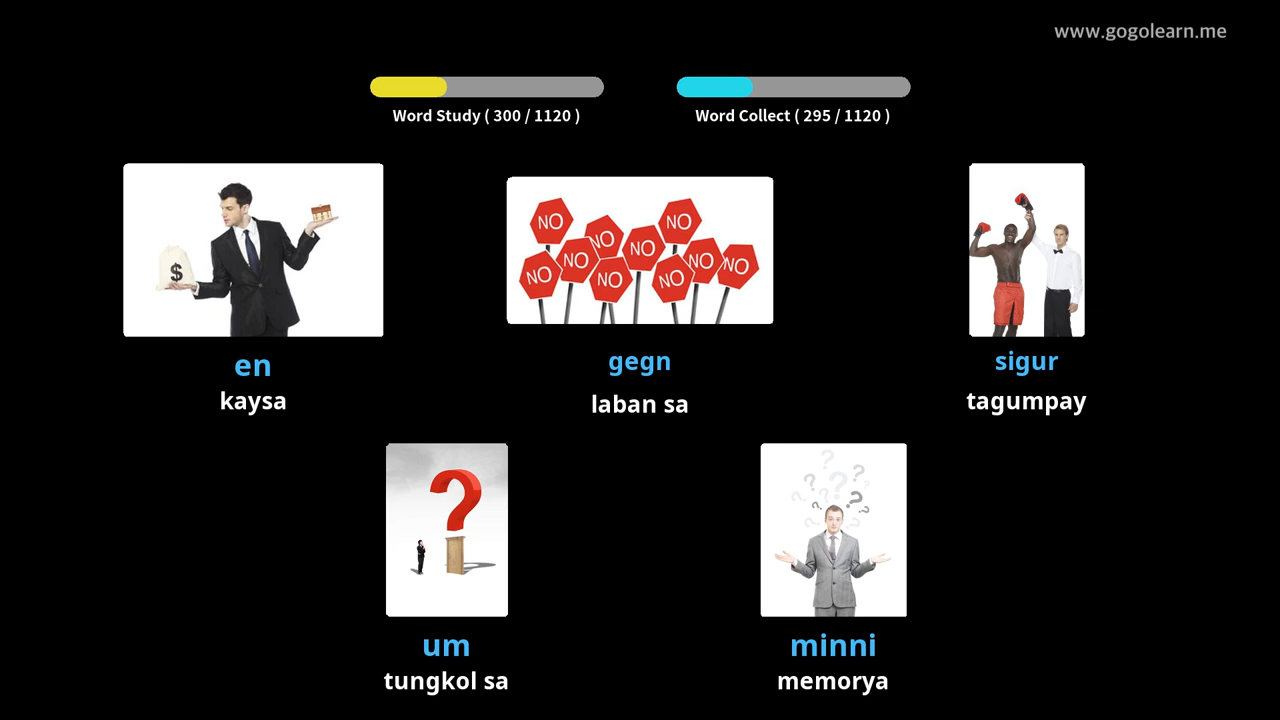 www.gogolearn.me
Word Study ( 300 / 1120 )
Word Collect ( 295 / 1120 )
$
NO
NO
NO
NO
NO
NO
NO
NO
NO
en
kaysa
gegn
laban sa
sigur
tagumpay
?
um
tungkol sa
minni
memorya